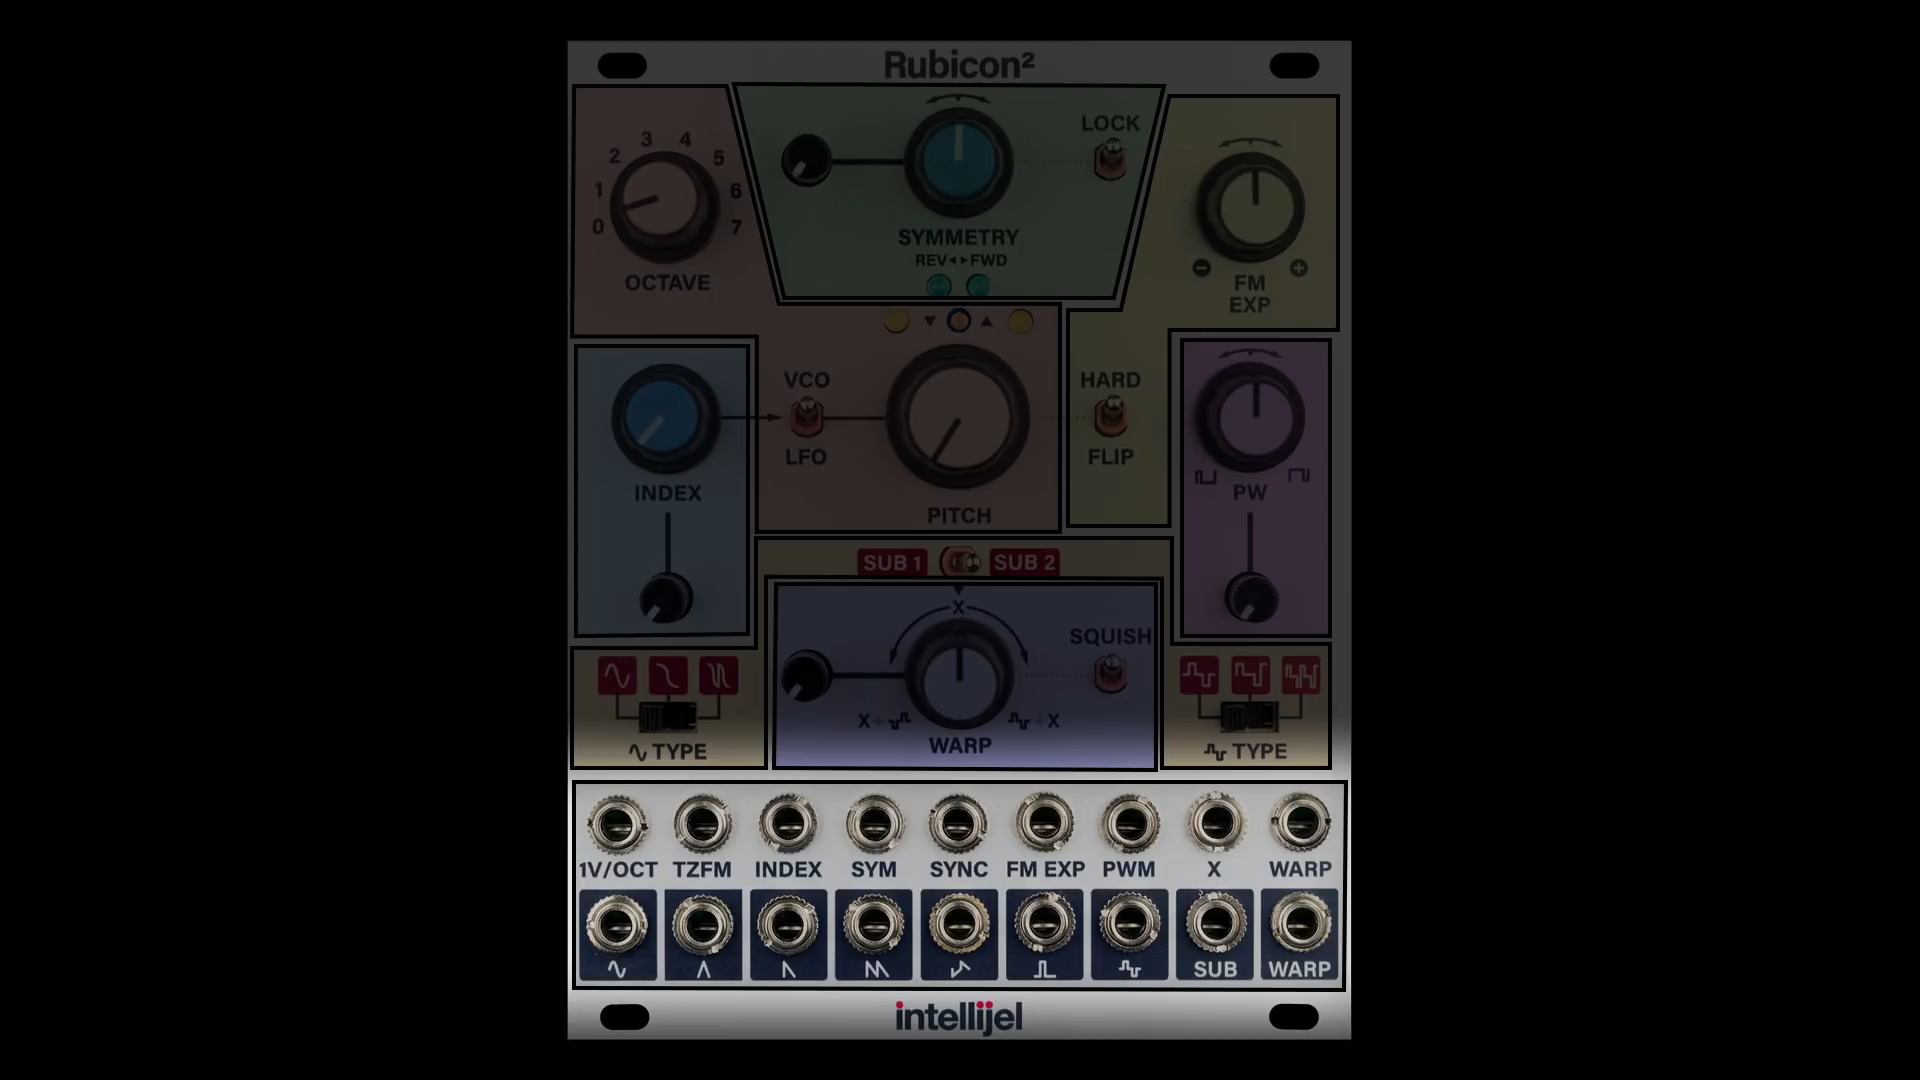 Rubicon²
LOCK
0 1 2 3 4 5 6 7
OCTAVE
SYMMETRY
REV FWD
FM
EXP
VCO
LFO
HARD
FLIP
INDEX
PITCH
PW
SUB 1 SUB 2
X
SQUISH
X + + X
WARP
TYPE
TYPE
1V/OCT TZFM INDEX SYM SYNC FM EXP PWM X WARP
SUB WARP
intellijel